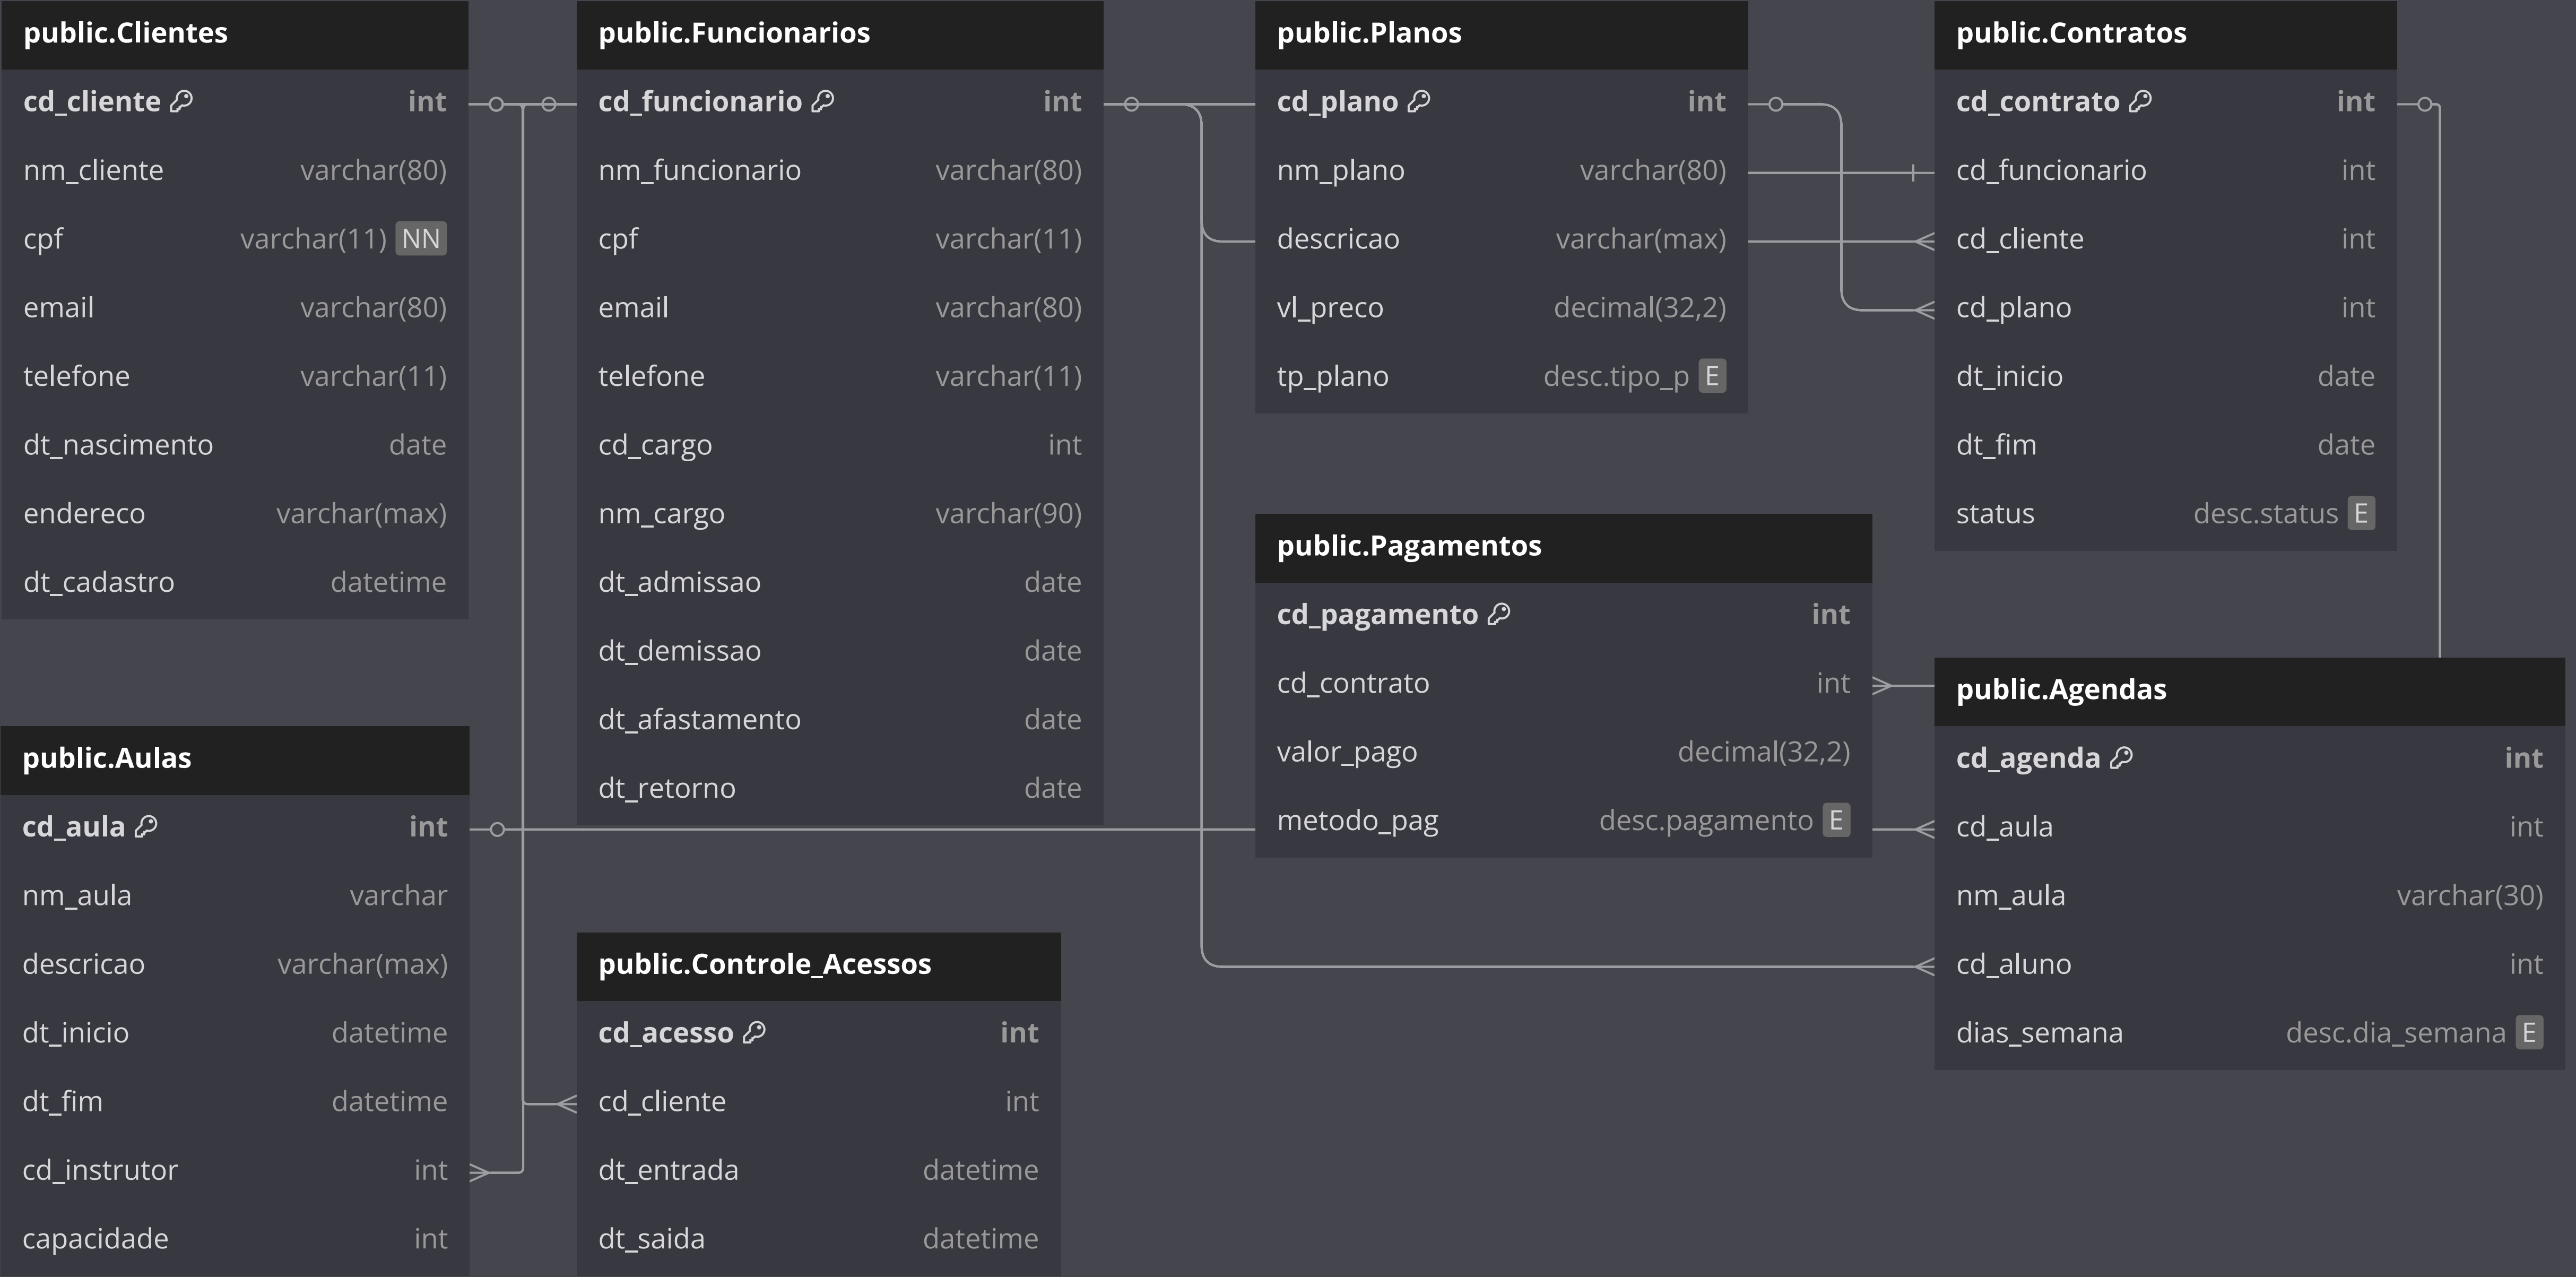 public.Clientes
cd_cliente int
nm_cliente varchar(80)
cpf varchar(11) NN
email varchar(80)
telefone varchar(11)
dt_nascimento date
endereco varchar(max)
dt_cadastro datetime
public.Funcionarios
cd_funcionario int
nm_funcionario varchar(80)
cpf varchar(11)
email varchar(80)
telefone varchar(11)
cd_cargo int
nm_cargo varchar(90)
dt_admissao date
dt_demissao date
dt_afastamento date
dt_retorno date
public.Planos
cd_plano int
nm_plano varchar(80)
descricao varchar(max)
vl_preco decimal(32,2)
tp_plano desc.tipo_p E
public.Contratos
cd_contrato int
cd_funcionario int
cd_cliente int
cd_plano int
dt_inicio date
dt_fim date
status desc.status E
public.Pagamentos
cd_pagamento int
cd_contrato int
valor_pago decimal(32,2)
metodo_pag desc.pagamento E
public.Agendas
cd_agenda int
cd_aula int
nm_aula varchar(30)
cd_aluno int
dias_semana desc.dia_semana E
public.Aulas
cd_aula int
nm_aula varchar
descricao varchar(max)
dt_inicio datetime
dt_fim datetime
cd_instrutor int
capacidade int
public.Controle_Acessos
cd_acesso int
cd_cliente int
dt_entrada datetime
dt_saida datetime